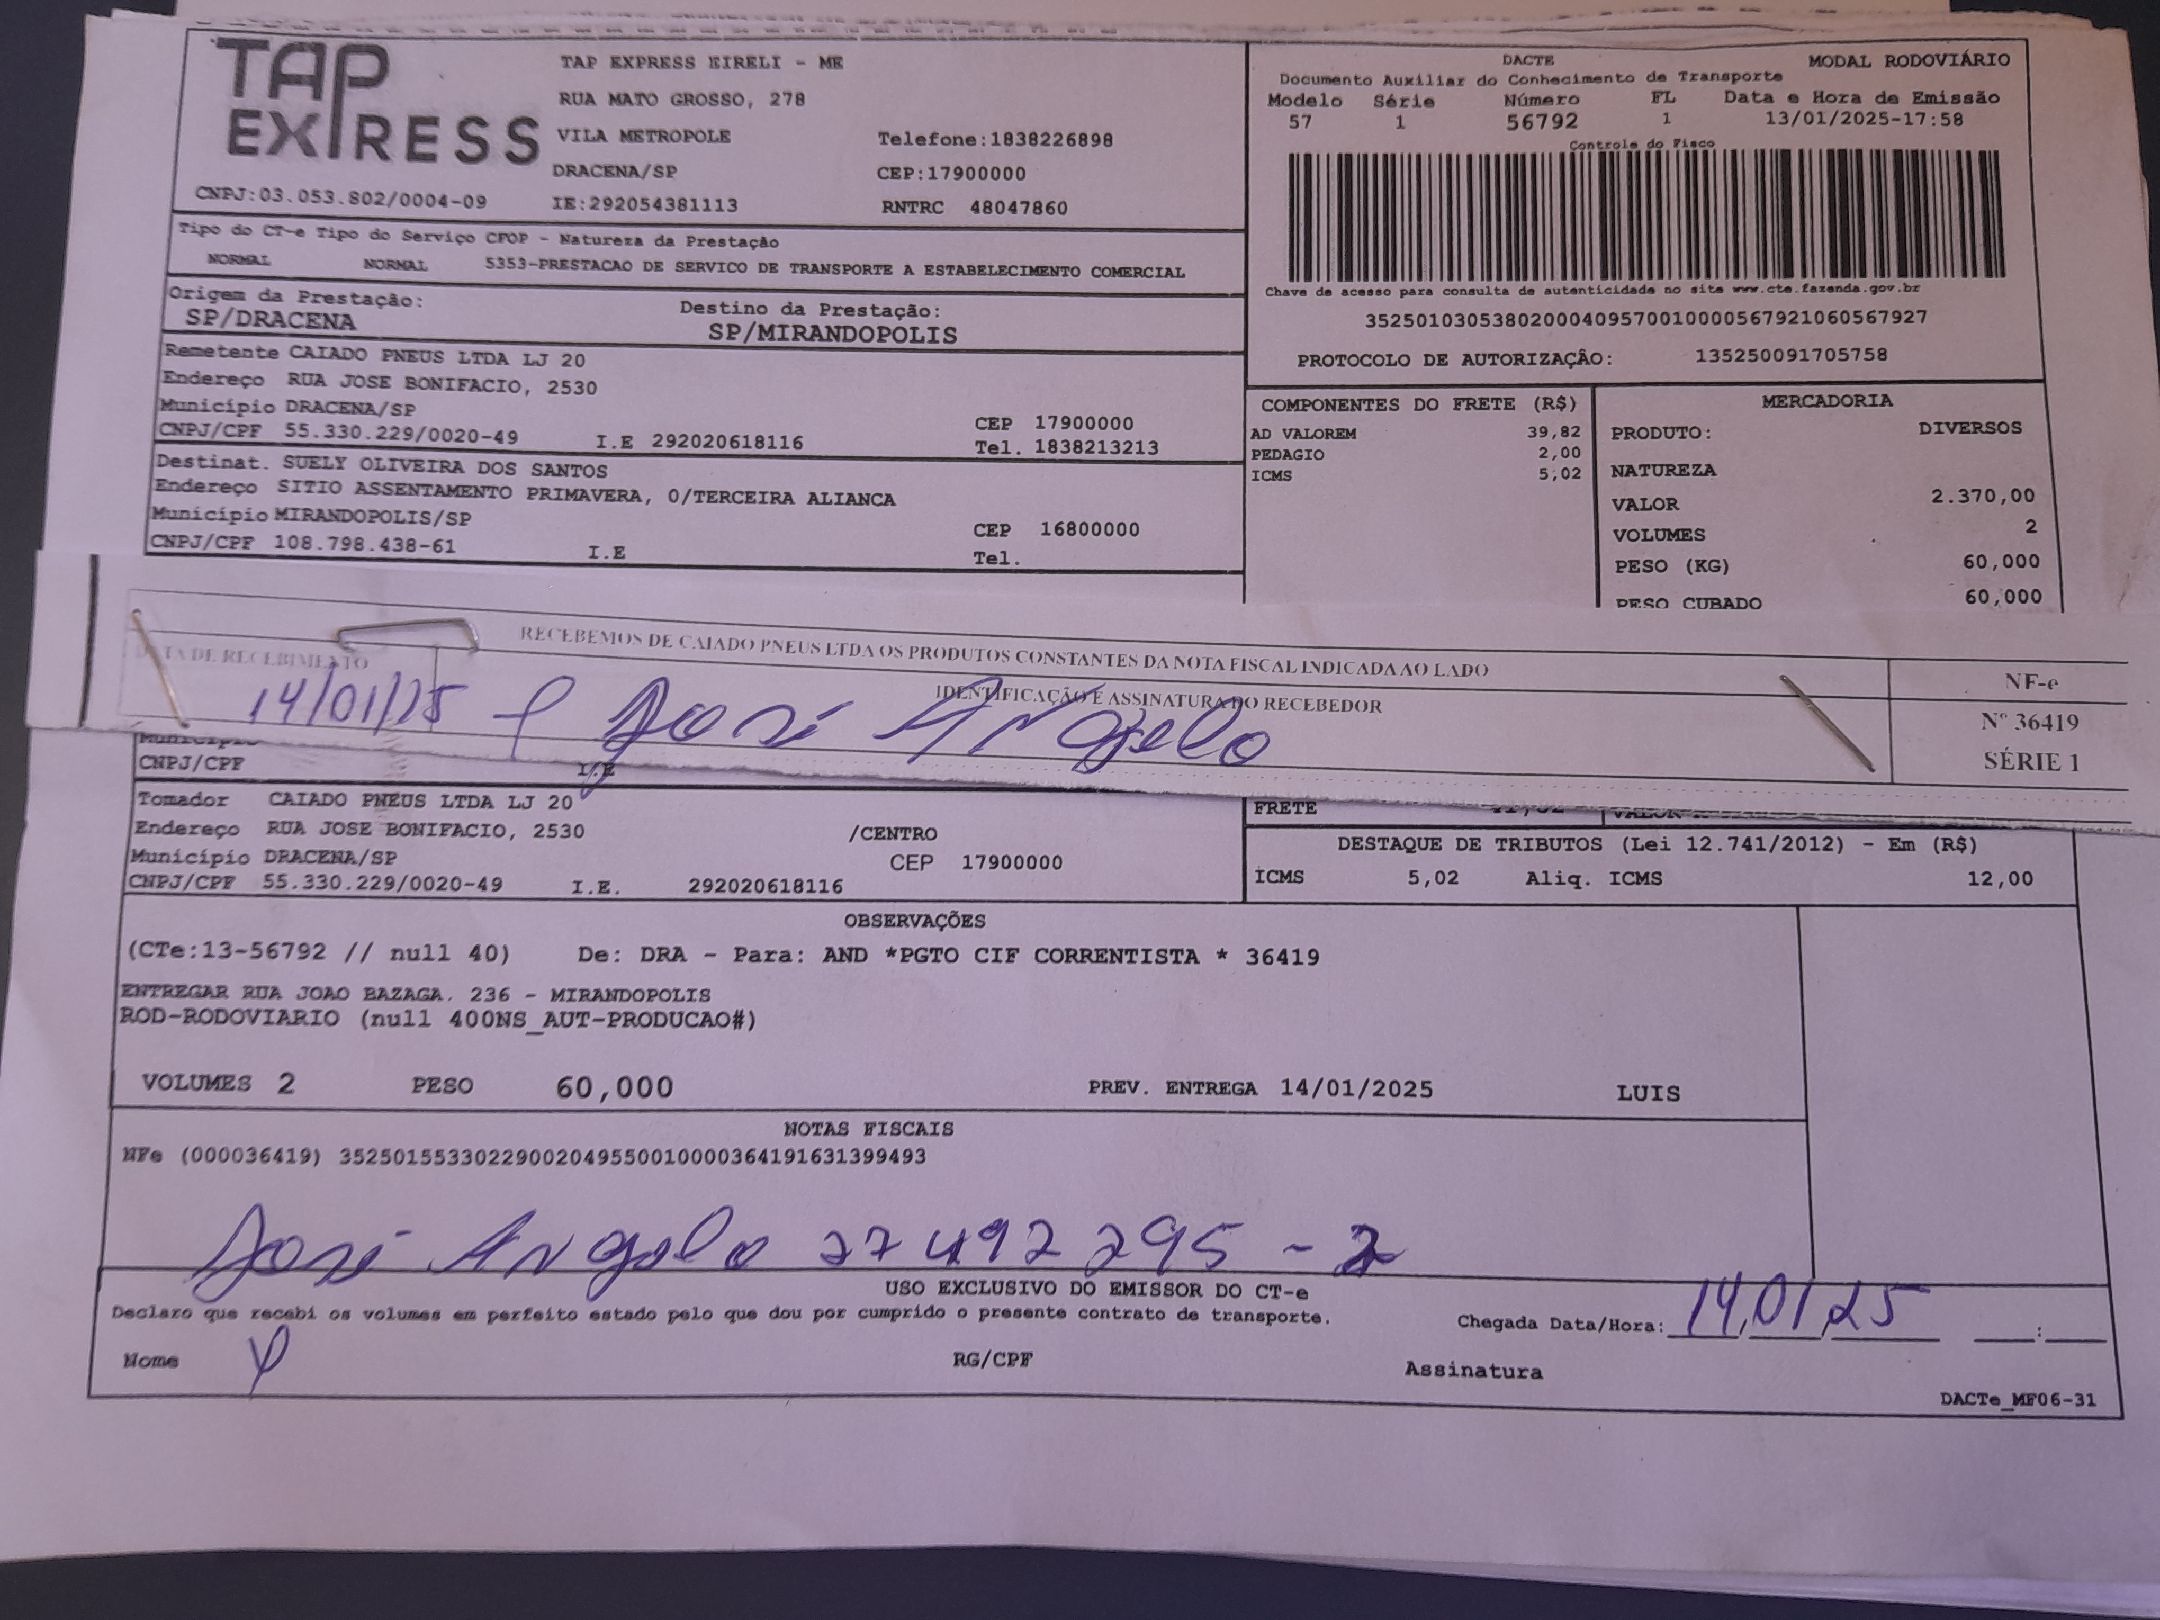 TAP EXPRESS
TAP EXPRESS EIRELI - ME
RUA MATO GROSSO, 278
VILA METROPOLE Telefone:1838226898
DRACENA/SP CEP:17900000
CNPJ:03.053.802/0004-09 IE:292054381113 RNTRC 48047860
DACTE MODAL RODOVIÁRIO
Documento Auxiliar do Conhecimento de Transporte
Modelo Série Número FL Data e Hora de Emissão
57 1 56792 1 13/01/2025-17:58
Controle do Fisco
Chave de acesso para consulta de autenticidade no site www.cte.fazenda.gov.br
35250103053802000409570010000567921060567927
PROTOCOLO DE AUTORIZAÇÃO: 135250091705758
Tipo do CT-e Tipo do Serviço CFOP - Natureza da Prestação
NORMAL NORMAL 5353-PRESTACAO DE SERVICO DE TRANSPORTE A ESTABELECIMENTO COMERCIAL
Origem da Prestação: Destino da Prestação:
SP/DRACENA SP/MIRANDOPOLIS
Remetente CAIADO PNEUS LTDA LJ 20
Endereço RUA JOSE BONIFACIO, 2530
Município DRACENA/SP CEP 17900000
CNPJ/CPF 55.330.229/0020-49 I.E 292020618116 Tel. 1838213213
Destinat. SUELY OLIVEIRA DOS SANTOS
Endereço SITIO ASSENTAMENTO PRIMAVERA, 0/TERCEIRA ALIANCA
Município MIRANDOPOLIS/SP CEP 16800000
CNPJ/CPF 108.798.438-61 I.E Tel.
COMPONENTES DO FRETE (R$)
AD VALOREM 39,82
PEDAGIO 2,00
ICMS 5,02
MERCADORIA
PRODUTO: DIVERSOS
NATUREZA
VALOR 2.370,00
VOLUMES 2
PESO (KG) 60,000
PESO CUBADO 60,000
RECEBEMOS DE CAIADO PNEUS LTDA OS PRODUTOS CONSTANTES DA NOTA FISCAL INDICADA AO LADO
DATA DE RECEBIMENTO IDENTIFICAÇÃO E ASSINATURA DO RECEBEDOR
14/01/25 José Angelo
NF-e
Nº 36419
SÉRIE 1
Município
CNPJ/CPF I.E
Tomador CAIADO PNEUS LTDA LJ 20
Endereço RUA JOSE BONIFACIO, 2530 /CENTRO
Município DRACENA/SP CEP 17900000
CNPJ/CPF 55.330.229/0020-49 I.E. 292020618116
FRETE
DESTAQUE DE TRIBUTOS (Lei 12.741/2012) - Em (R$)
ICMS 5,02 Aliq. ICMS 12,00
OBSERVAÇÕES
(CTe:13-56792 // null 40) De: DRA - Para: AND *PGTO CIF CORRENTISTA * 36419
ENTREGAR RUA JOAO BAZAGA. 236 - MIRANDOPOLIS
ROD-RODOVIARIO (null 400NS_AUT-PRODUCAO#)
VOLUMES 2 PESO 60,000 PREV. ENTREGA 14/01/2025 LUIS
NOTAS FISCAIS
NFe (000036419) 35250155330229002049550010000364191631399493
José Angelo 27492295-2
USO EXCLUSIVO DO EMISSOR DO CT-e
Declaro que recebi os volumes em perfeito estado pelo que dou por cumprido o presente contrato de transporte.
Chegada Data/Hora: 14,01,25 __:__
Nome RG/CPF Assinatura
DACTe_MF06-31